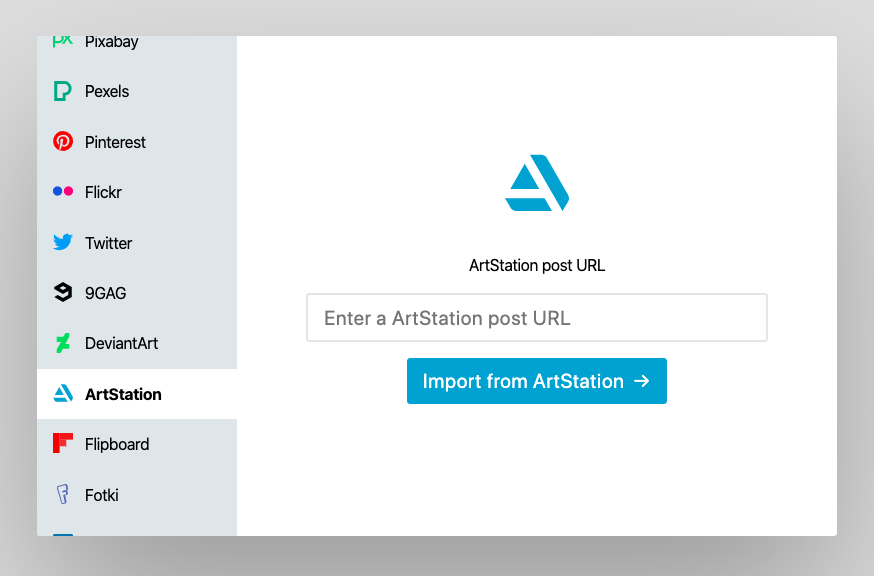 Pixabay
Pexels
Pinterest
Flickr
Twitter
9GAG
DeviantArt
ArtStation
Flipboard
Fotki
ArtStation post URL
Enter a ArtStation post URL
Import from ArtStation →